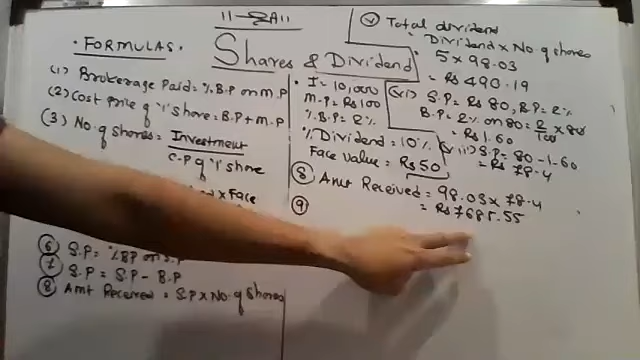 Shares & Dividend
• FORMULAS •
(1) Brokerage Paid = % B.P on M.P
(2) Cost price of '1' share = B.P + M.P
(3) No. of shares = Investment
C.P of '1' share
x Face
(6) S.P = % BP on S.P
(7) S.P = S.P - B.P
(8) Amt Received = S.P x No. of Shares
• I = 10,000
M.P = Rs 100
% B.P = 2%
% Dividend = 10%
Face Value = Rs 50
(v) Total dividend
= Dividend x No of shares
5 x 98.03
= Rs 490.19
(vi) S.P = Rs 80, B.P = 2%
B.P = 2% on 80 = 2 x 80
100
= Rs 1.60
(vii) S.P = 80 - 1.60
= Rs 78.4
(8) Amt Received = 98.03 x 78.4
= Rs 7685.55
(9)